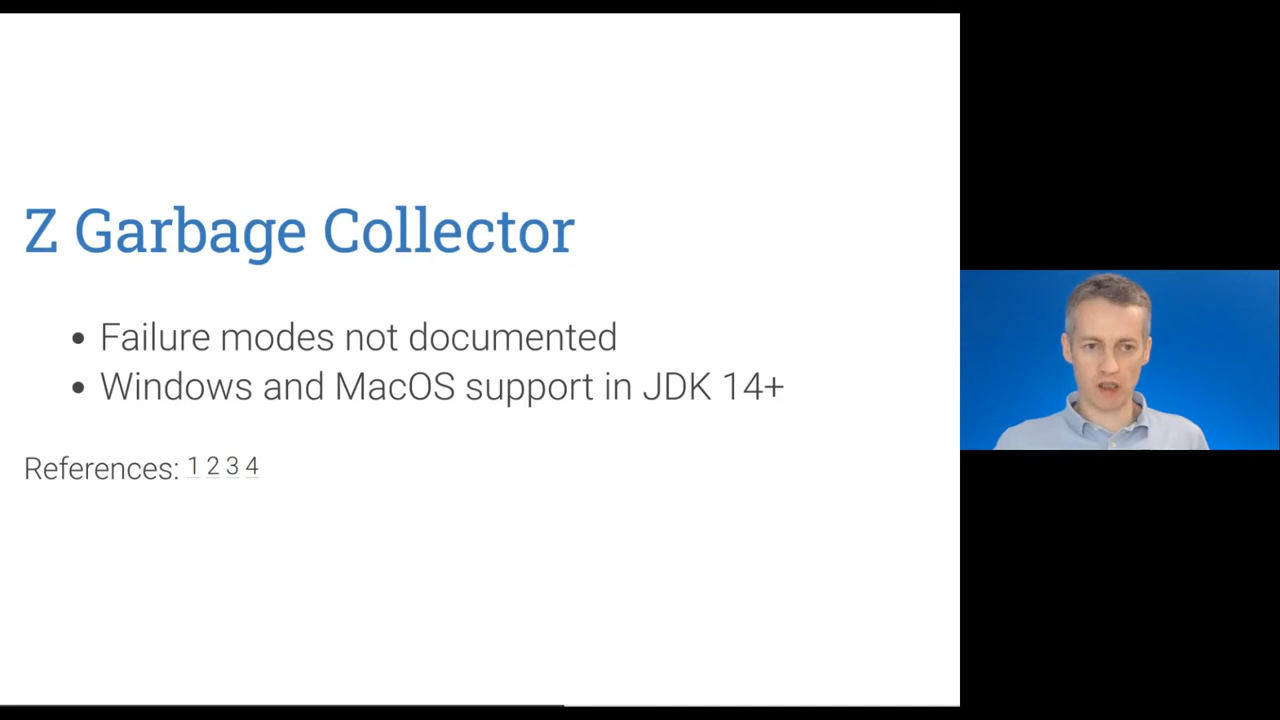 Z Garbage Collector
• Failure modes not documented
• Windows and MacOS support in JDK 14+
References: 1 2 3 4